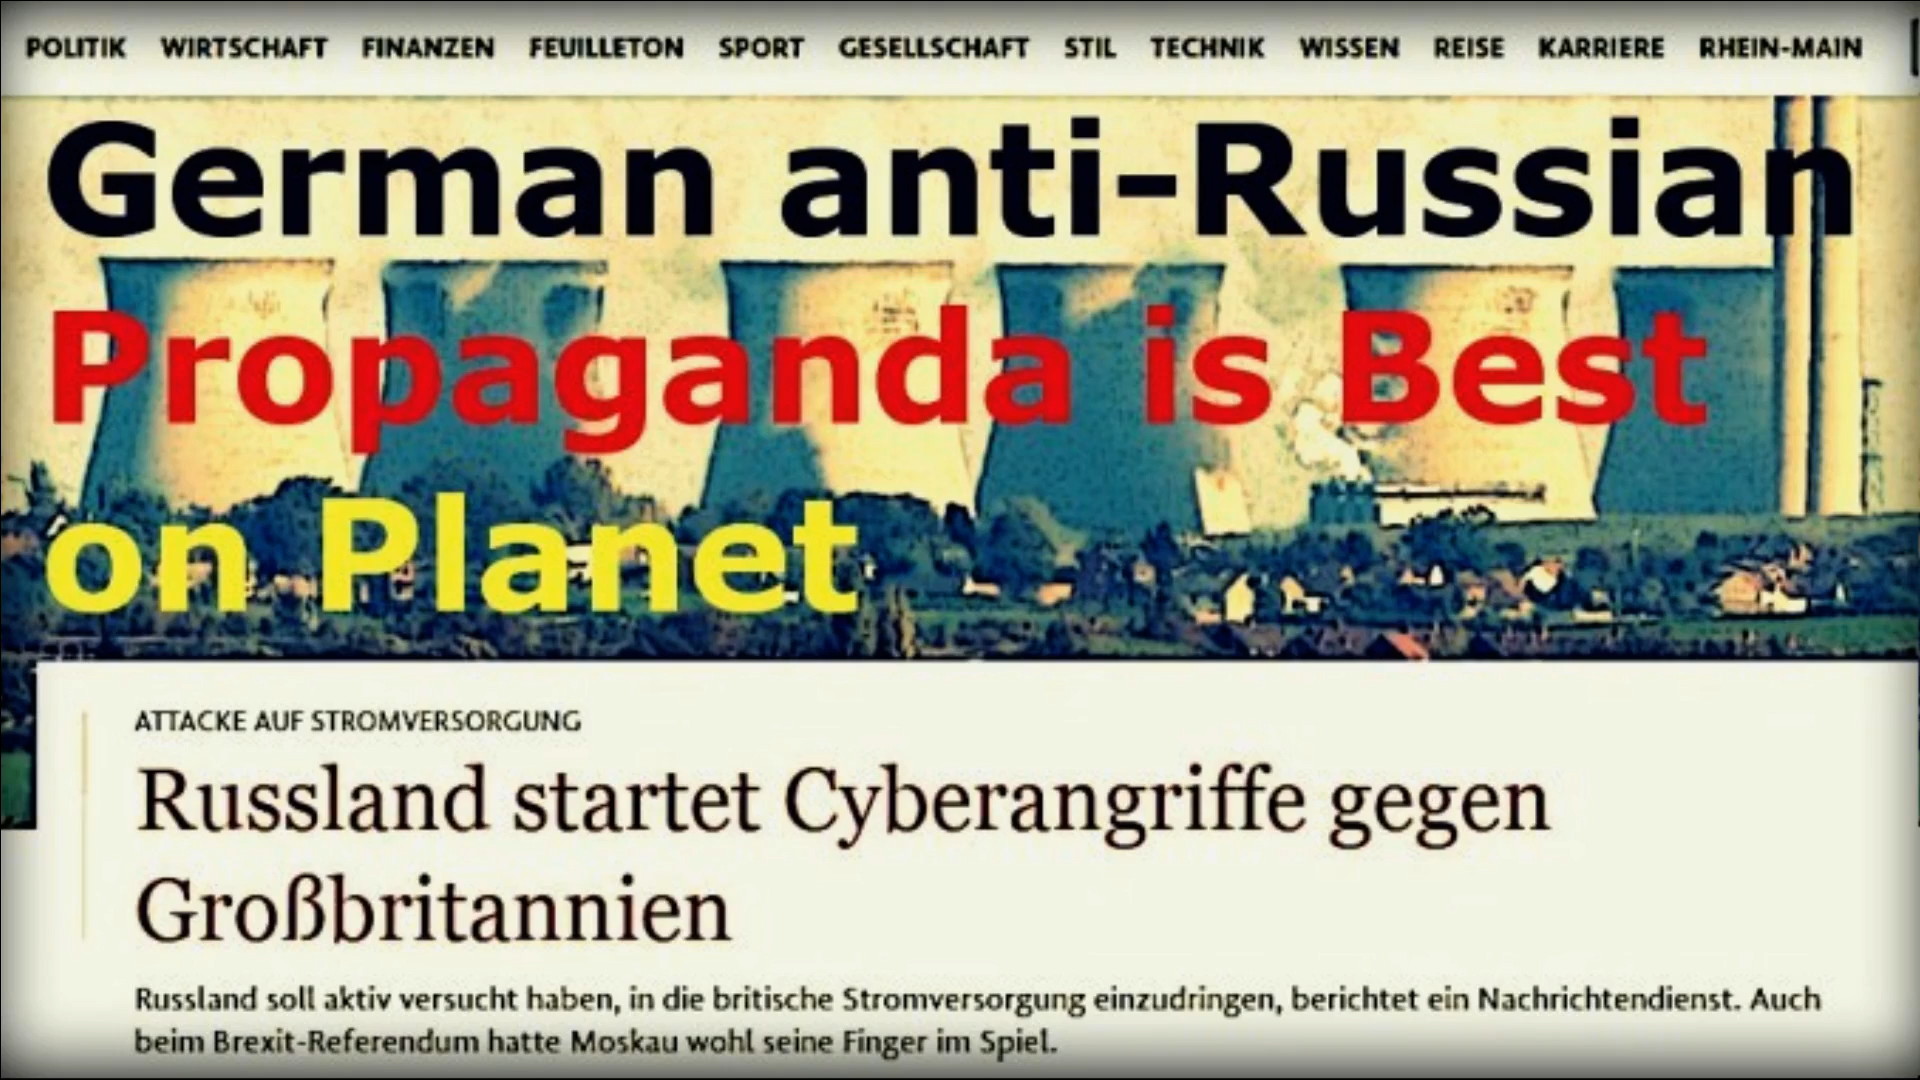 POLITIK WIRTSCHAFT FINANZEN FEUILLETON SPORT GESELLSCHAFT STIL TECHNIK WISSEN REISE KARRIERE RHEIN-MAIN
German anti-Russian
Propaganda is Best
on Planet
ATTACKE AUF STROMVERSORGUNG
Russland startet Cyberangriffe gegen
Großbritannien
Russland soll aktiv versucht haben, in die britische Stromversorgung einzudringen, berichtet ein Nachrichtendienst. Auch
beim Brexit-Referendum hatte Moskau wohl seine Finger im Spiel.